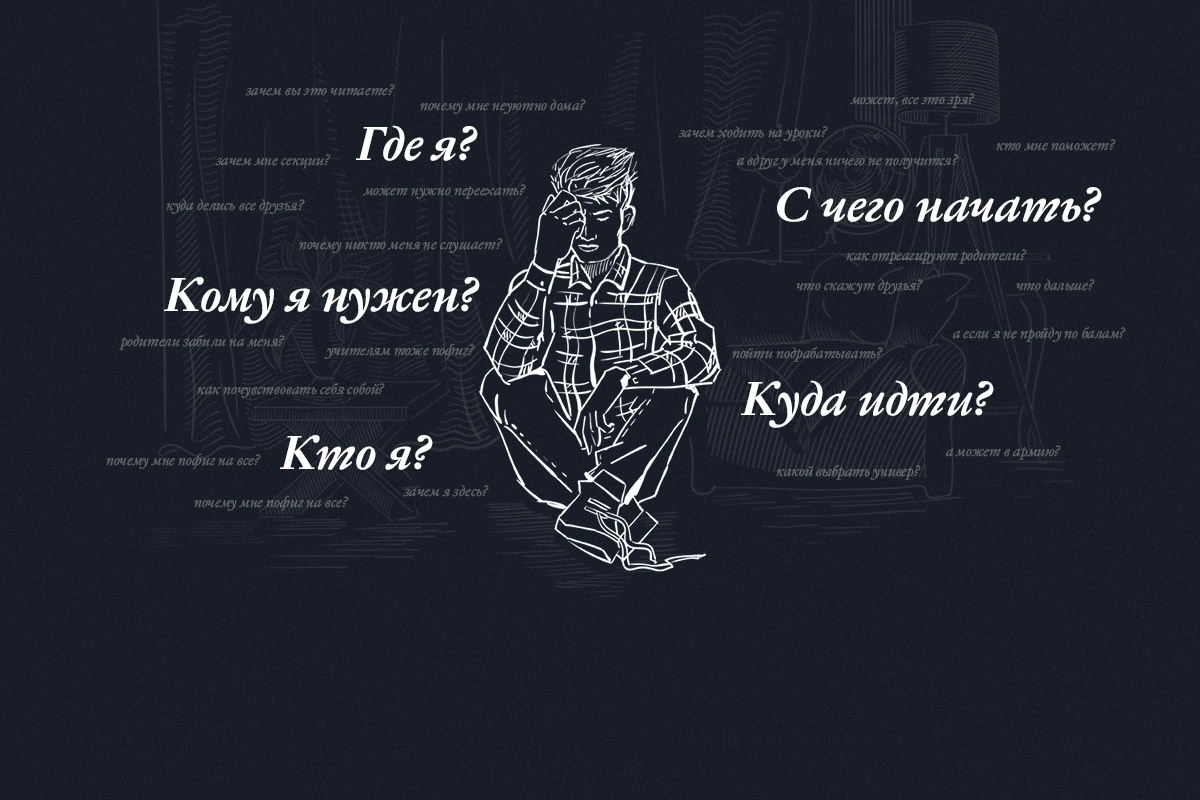 зачем вы это читаете?
почему мне неуютно дома?
Где я?
зачем мне секции?
может нужно переехать?
куда делись все друзья?
почему никто меня не слушает?
Кому я нужен?
родители забили на меня?
учителям тоже пофиг?
как почувствовать себя собой?
Кто я?
почему мне пофиг на все?
зачем я здесь?
почему мне пофиг на все?
может, все это зря?
зачем ходить на уроки?
кто мне поможет?
а вдруг у меня ничего не получится?
С чего начать?
как отреагируют родители?
что скажут друзья?
что дальше?
а если я не пройду по балам?
пойти подрабатывать?
Куда идти?
а может в армию?
какой выбрать универ?